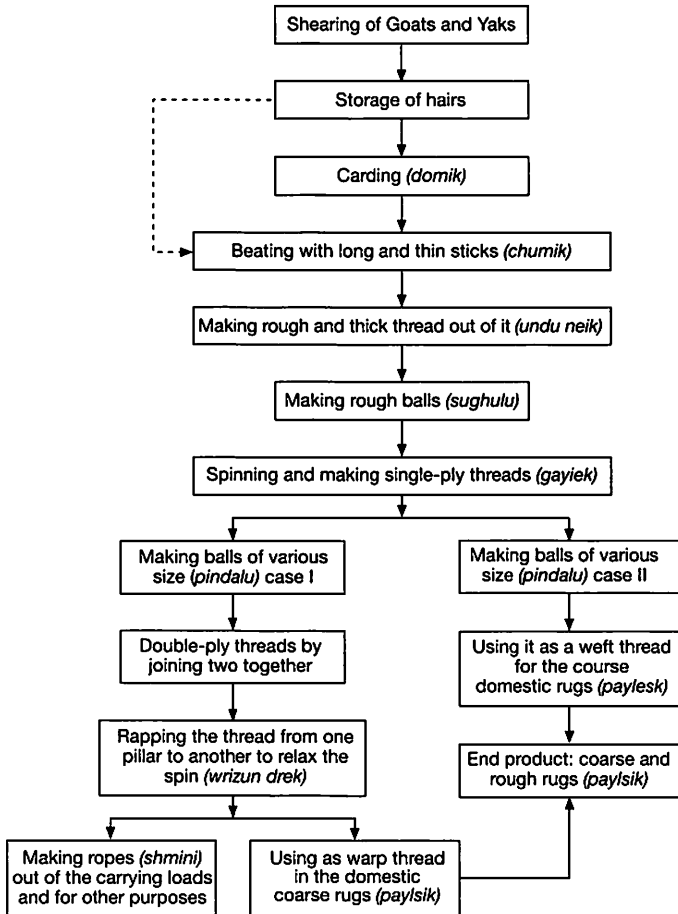 Shearing of Goats and Yaks
Storage of hairs
Carding (domik)
Beating with long and thin sticks (chumik)
Making rough and thick thread out of it (undu neik)
Making rough balls (sughulu)
Spinning and making single-ply threads (gayiek)
Making balls of various
size (pindalu) case I
Double-ply threads by
joining two together
Rapping the thread from one
pillar to another to relax the
spin (wrizun drek)
Making ropes (shmini)
out of the carrying loads
and for other purposes
Using as warp thread
in the domestic
coarse rugs (paylsik)
Making balls of various
size (pindalu) case II
Using it as a weft thread
for the course
domestic rugs (paylesk)
End product: coarse and
rough rugs (paylsik)